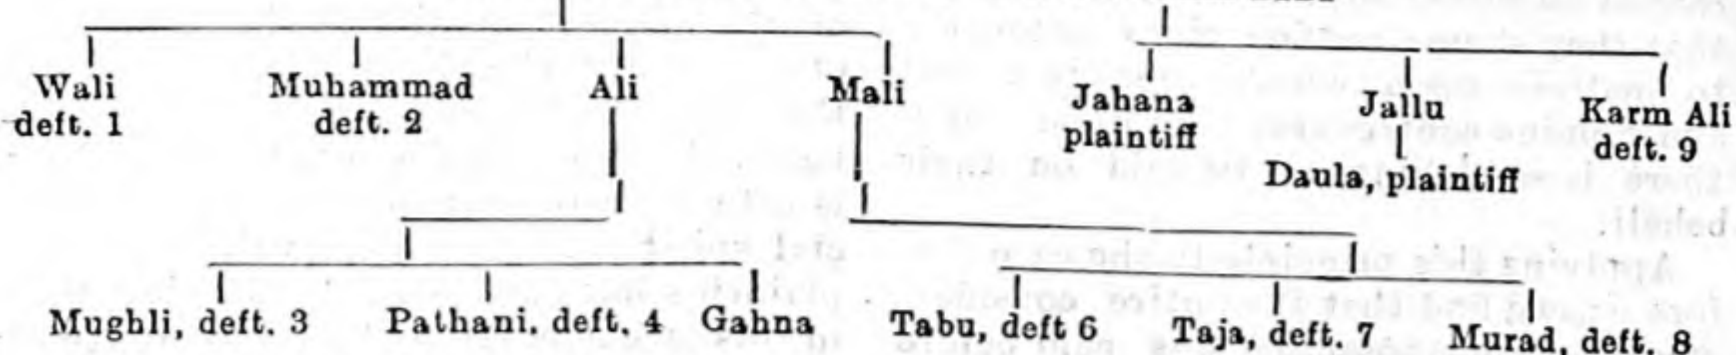 Wali Muhammad Ali Mali Jahana Jallu Karm Ali
deft. 1 deft. 2 plaintiff deft. 9
Daula, plaintiff
Mughli, deft. 3 Pathani. deft. 4 Gahna Tabu, deft 6 Taja, deft. 7 Murad, deft. 8